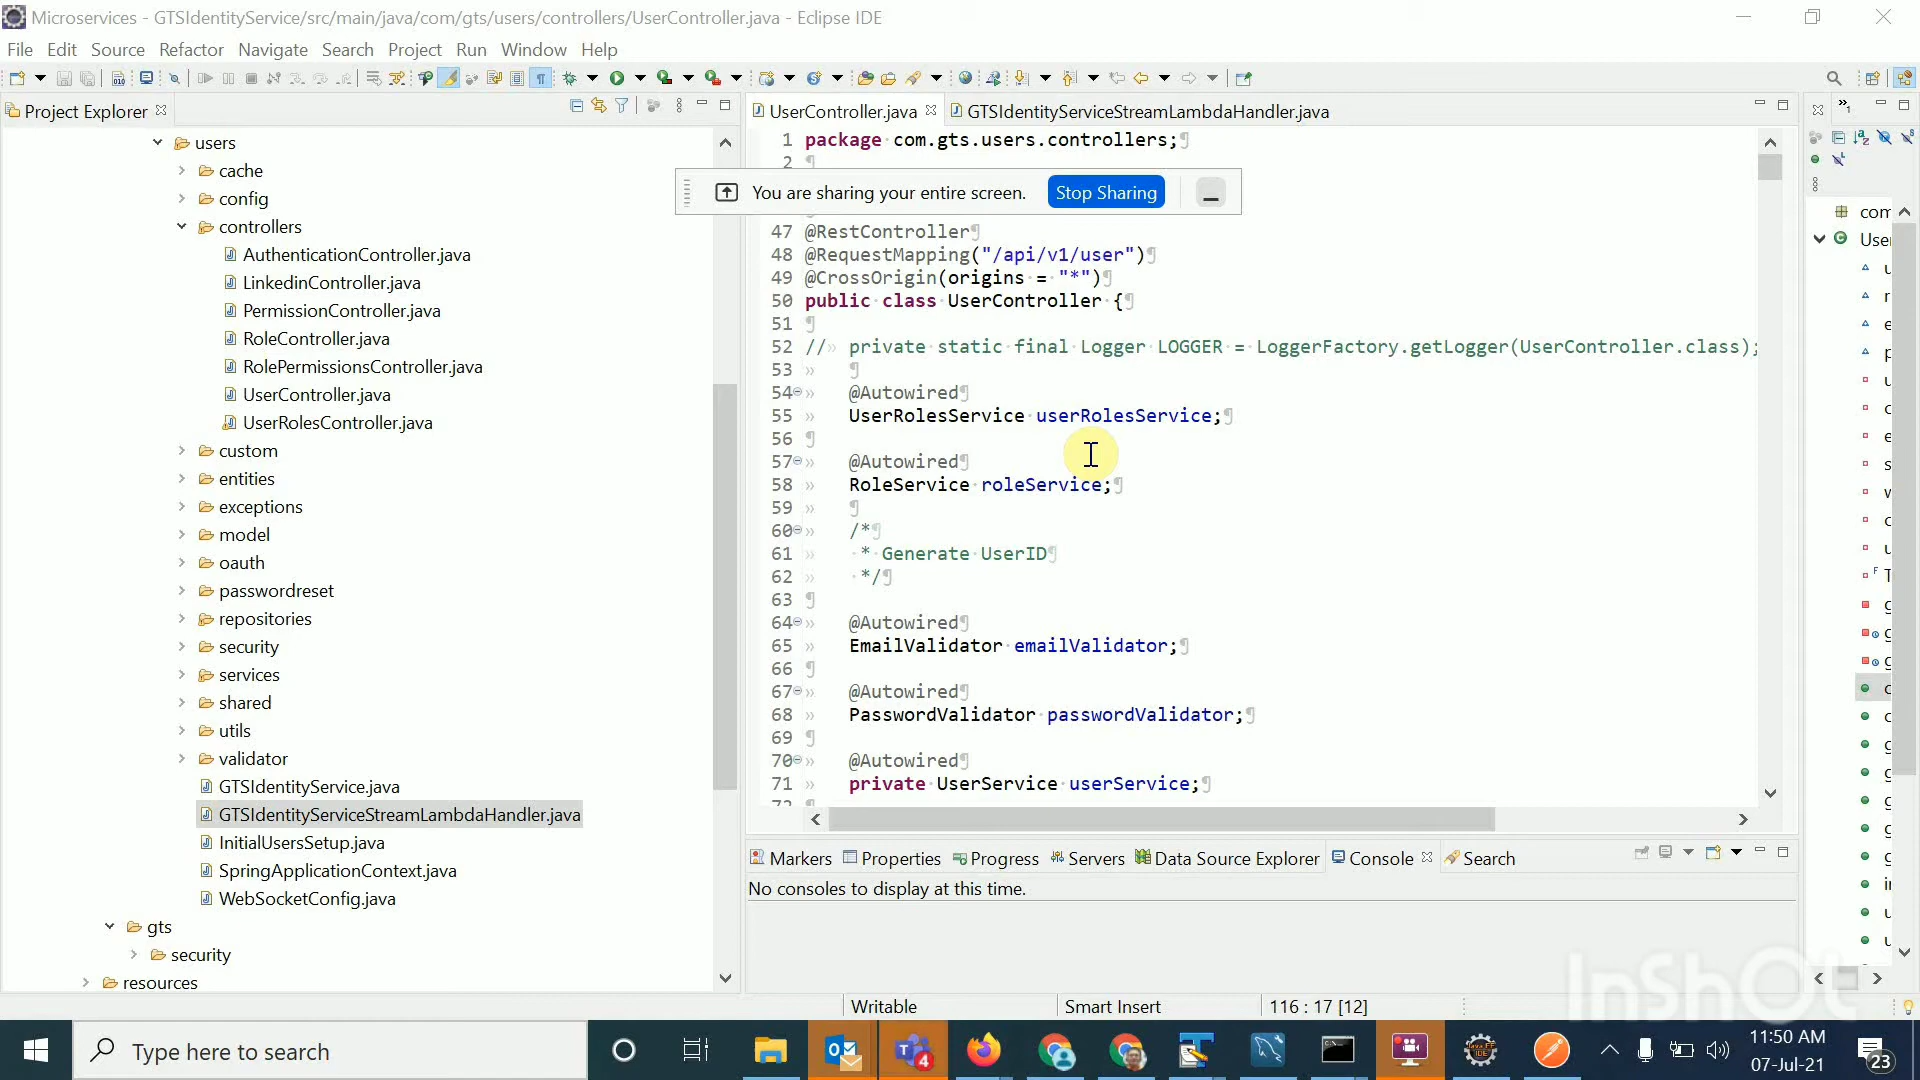 Microservices - GTSIdentityService/src/main/java/com/gts/users/controllers/UserController.java - Eclipse IDE
File Edit Source Refactor Navigate Search Project Run Window Help
Project Explorer
users
cache
config
controllers
AuthenticationController.java
LinkedinController.java
PermissionController.java
RoleController.java
RolePermissionsController.java
UserController.java
UserRolesController.java
custom
entities
exceptions
model
oauth
passwordreset
repositories
security
services
shared
utils
validator
GTSIdentityService.java
GTSIdentityServiceStreamLambdaHandler.java
InitialUsersSetup.java
SpringApplicationContext.java
WebSocketConfig.java
gts
security
resources
UserController.java GTSIdentityServiceStreamLambdaHandler.java
1 package com.gts.users.controllers;
2
You are sharing your entire screen. Stop Sharing
47 @RestController
48 @RequestMapping("/api/v1/user")
49 @CrossOrigin(origins = "*")
50 public class UserController {
51
52 // private static final Logger LOGGER = LoggerFactory.getLogger(UserController.class);
53
54 @Autowired
55 UserRolesService userRolesService;
56
57 @Autowired
58 RoleService roleService;
59
60 /*
61 * Generate UserID
62 */
63
64 @Autowired
65 EmailValidator emailValidator;
66
67 @Autowired
68 PasswordValidator passwordValidator;
69
70 @Autowired
71 private UserService userService;
72
Markers Properties Progress Servers Data Source Explorer Console Search
No consoles to display at this time.
com
User
Writable Smart Insert 116 : 17 [12]
InShOt
Type here to search
4
11:50 AM
07-Jul-21
23